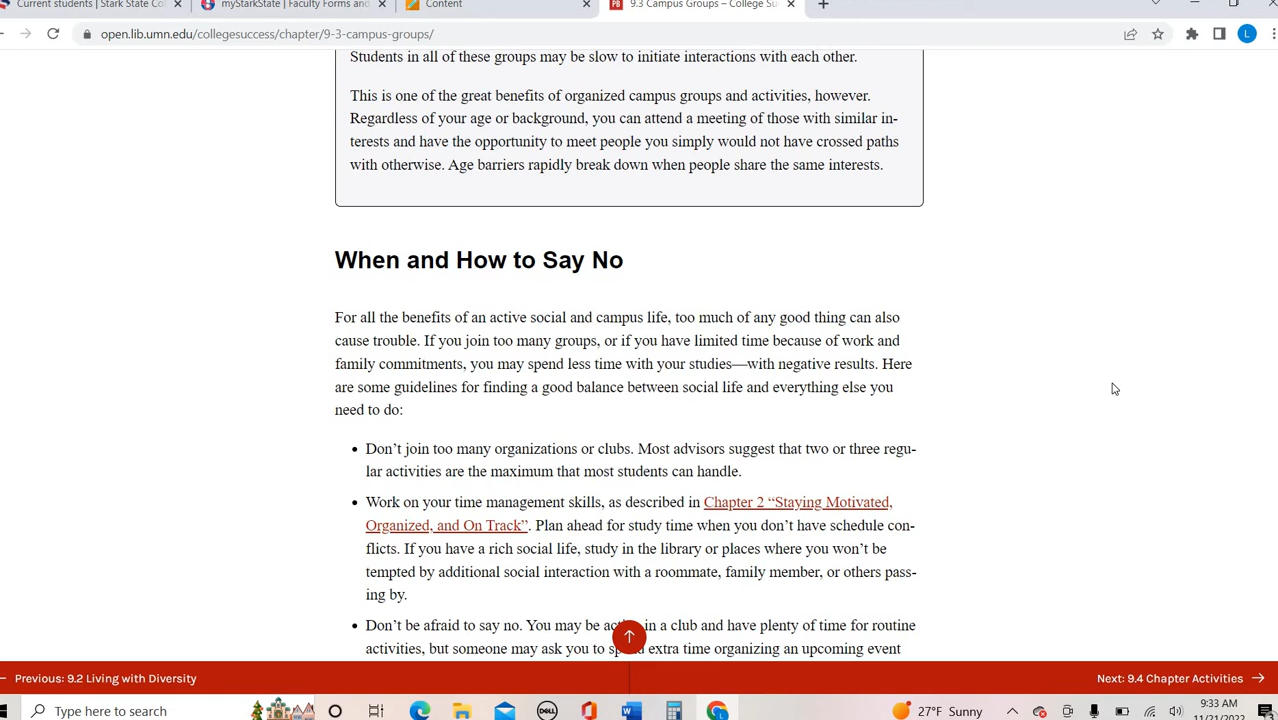 Current students | Stark State Col
myStarkState | Faculty Forms and
Content
PB 9.3 Campus Groups – College Su
open.lib.umn.edu/collegesuccess/chapter/9-3-campus-groups/
L
Students in all of these groups may be slow to initiate interactions with each other.
This is one of the great benefits of organized campus groups and activities, however.
Regardless of your age or background, you can attend a meeting of those with similar in-
terests and have the opportunity to meet people you simply would not have crossed paths
with otherwise. Age barriers rapidly break down when people share the same interests.
When and How to Say No
For all the benefits of an active social and campus life, too much of any good thing can also
cause trouble. If you join too many groups, or if you have limited time because of work and
family commitments, you may spend less time with your studies—with negative results. Here
are some guidelines for finding a good balance between social life and everything else you
need to do:
• Don’t join too many organizations or clubs. Most advisors suggest that two or three regu-
lar activities are the maximum that most students can handle.
• Work on your time management skills, as described in Chapter 2 “Staying Motivated,
Organized, and On Track”. Plan ahead for study time when you don’t have schedule con-
flicts. If you have a rich social life, study in the library or places where you won’t be
tempted by additional social interaction with a roommate, family member, or others pass-
ing by.
• Don’t be afraid to say no. You may be in a club and have plenty of time for routine
activities, but someone may ask you to extra time organizing an upcoming event
Previous: 9.2 Living with Diversity
Next: 9.4 Chapter Activities
Type here to search
DELL
27°F Sunny
9:33 AM